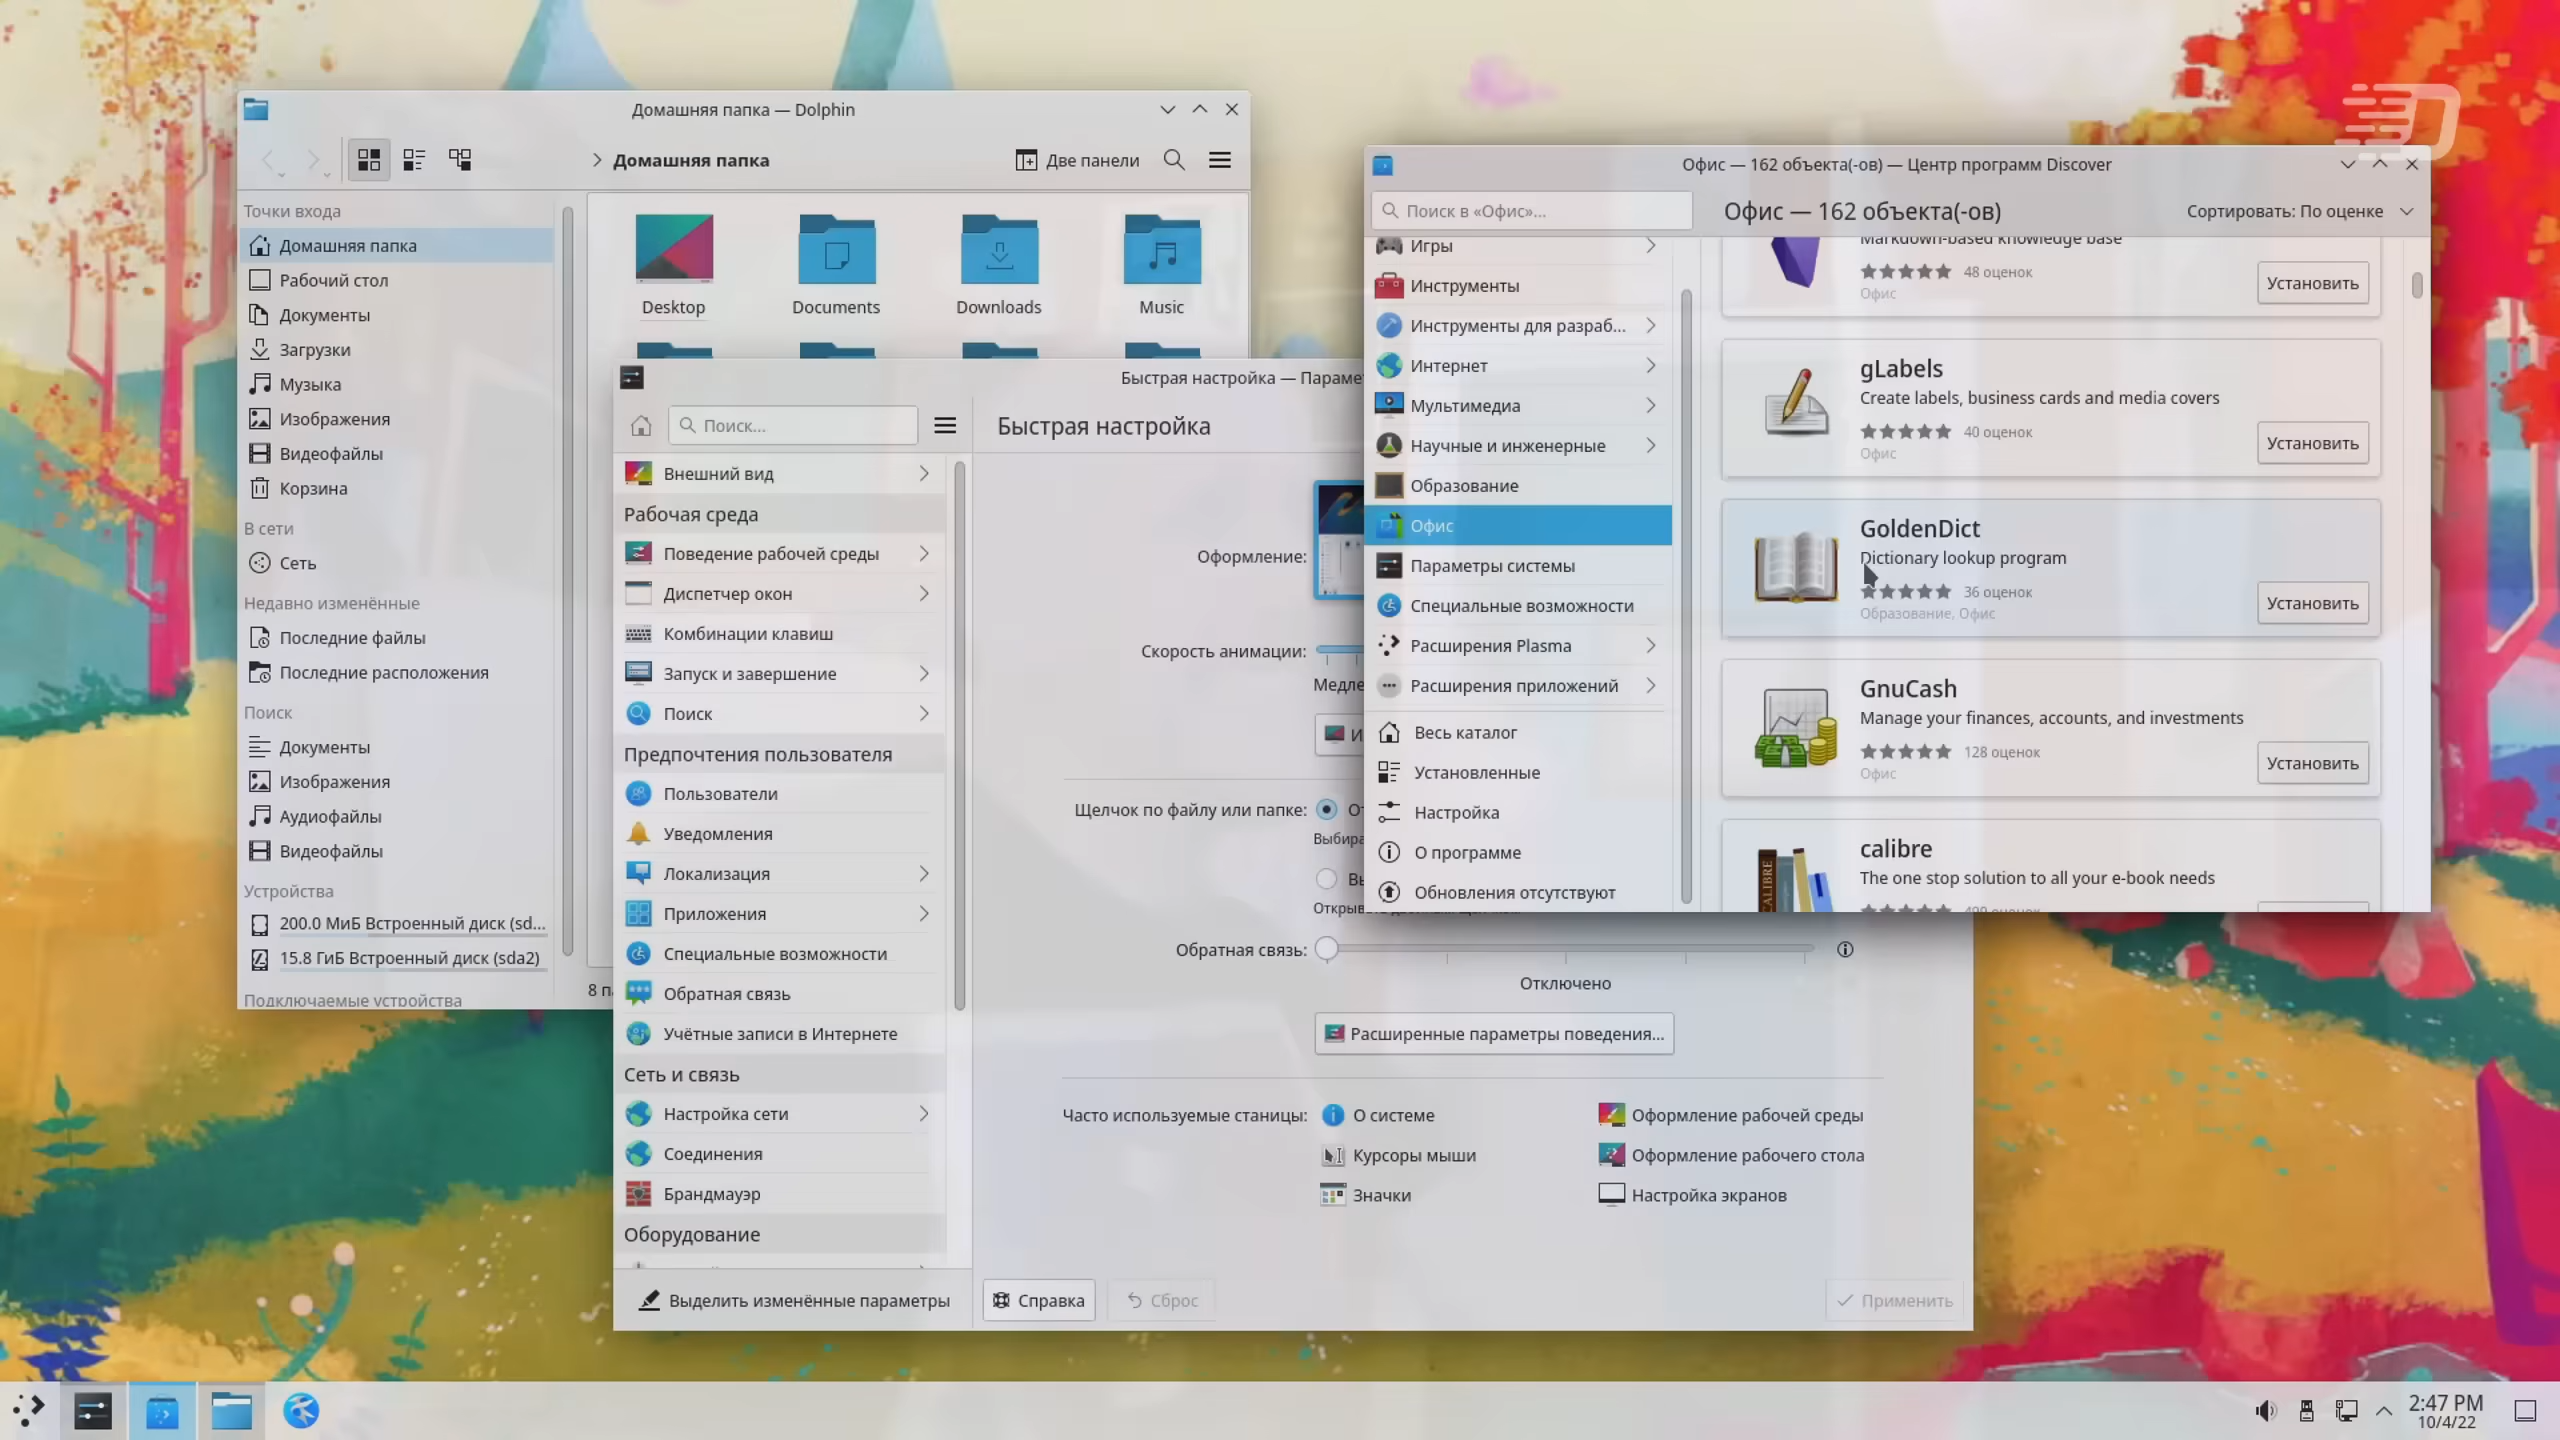 Домашняя папка — Dolphin
Домашняя папка
Две панели
Точки входа
Домашняя папка
Рабочий стол
Документы
Загрузки
Музыка
Изображения
Видеофайлы
Корзина
В сети
Сеть
Недавно изменённые
Последние файлы
Последние расположения
Поиск
Документы
Изображения
Аудиофайлы
Видеофайлы
Устройства
200.0 МиБ Встроенный диск (sd...
15.8 ГиБ Встроенный диск (sda2)
Подключаемые устройства
Desktop
Documents
Downloads
Music
8 п
Быстрая настройка — Параме
Поиск...
Быстрая настройка
Внешний вид
Рабочая среда
Поведение рабочей среды
Диспетчер окон
Комбинации клавиш
Запуск и завершение
Поиск
Предпочтения пользователя
Пользователи
Уведомления
Локализация
Приложения
Специальные возможности
Обратная связь
Учётные записи в Интернете
Сеть и связь
Настройка сети
Соединения
Брандмауэр
Оборудование
Выделить изменённые параметры
Оформление:
Скорость анимации:
Медле
И
Щелчок по файлу или папке:
От
Выбира
Вы
Открыв
Обратная связь:
Отключено
Расширенные параметры поведения...
Часто используемые станицы:
О системе
Оформление рабочей среды
Курсоры мыши
Оформление рабочего стола
Значки
Настройка экранов
Справка
Сброс
Применить
Офис — 162 объекта(-ов) — Центр программ Discover
Поиск в «Офис»...
Офис — 162 объекта(-ов)
Сортировать: По оценке
Игры
Инструменты
Инструменты для разраб...
Интернет
Мультимедиа
Научные и инженерные
Образование
Офис
Параметры системы
Специальные возможности
Расширения Plasma
Расширения приложений
Весь каталог
Установленные
Настройка
О программе
Обновления отсутствуют
Markdown-based knowledge base
48 оценок
Офис
Установить
gLabels
Create labels, business cards and media covers
40 оценок
Офис
Установить
GoldenDict
Dictionary lookup program
36 оценок
Образование, Офис
Установить
GnuCash
Manage your finances, accounts, and investments
128 оценок
Офис
Установить
calibre
The one stop solution to all your e-book needs
CALIBRE
2:47 PM
10/4/22